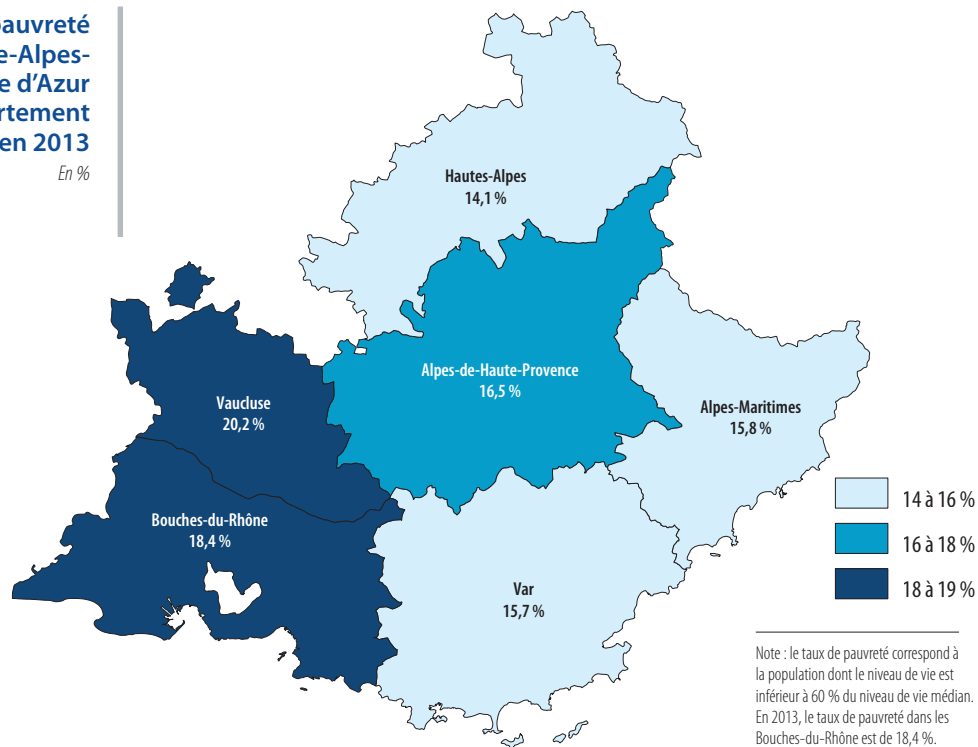 pauvreté
e-Alpes-
e d'Azur
rtement
en 2013
En %
Hautes-Alpes
14,1 %
Alpes-de-Haute-Provence
16,5 %
Vaucluse
20,2 %
Alpes-Maritimes
15,8 %
Bouches-du-Rhône
18,4 %
Var
15,7 %
14 à 16 %
16 à 18 %
18 à 19 %
Note : le taux de pauvreté correspond à
la population dont le niveau de vie est
inférieur à 60 % du niveau de vie médian.
En 2013, le taux de pauvreté dans les
Bouches-du-Rhône est de 18,4 %.